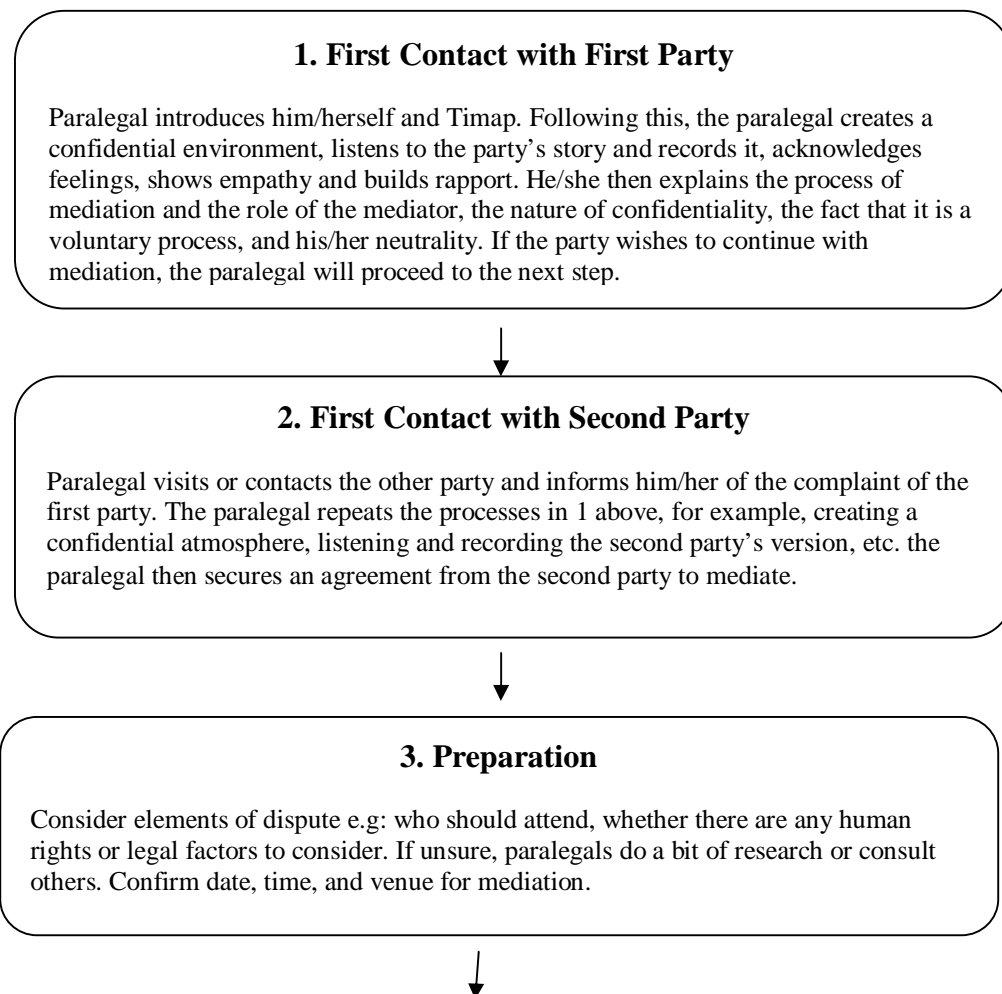 1. First Contact with First Party
Paralegal introduces him/herself and Timap. Following this, the paralegal creates a
confidential environment, listens to the party’s story and records it, acknowledges
feelings, shows empathy and builds rapport. He/she then explains the process of
mediation and the role of the mediator, the nature of confidentiality, the fact that it is a
voluntary process, and his/her neutrality. If the party wishes to continue with
mediation, the paralegal will proceed to the next step.
2. First Contact with Second Party
Paralegal visits or contacts the other party and informs him/her of the complaint of the
first party. The paralegal repeats the processes in 1 above, for example, creating a
confidential atmosphere, listening and recording the second party’s version, etc. the
paralegal then secures an agreement from the second party to mediate.
3. Preparation
Consider elements of dispute e.g: who should attend, whether there are any human
rights or legal factors to consider. If unsure, paralegals do a bit of research or consult
others. Confirm date, time, and venue for mediation.